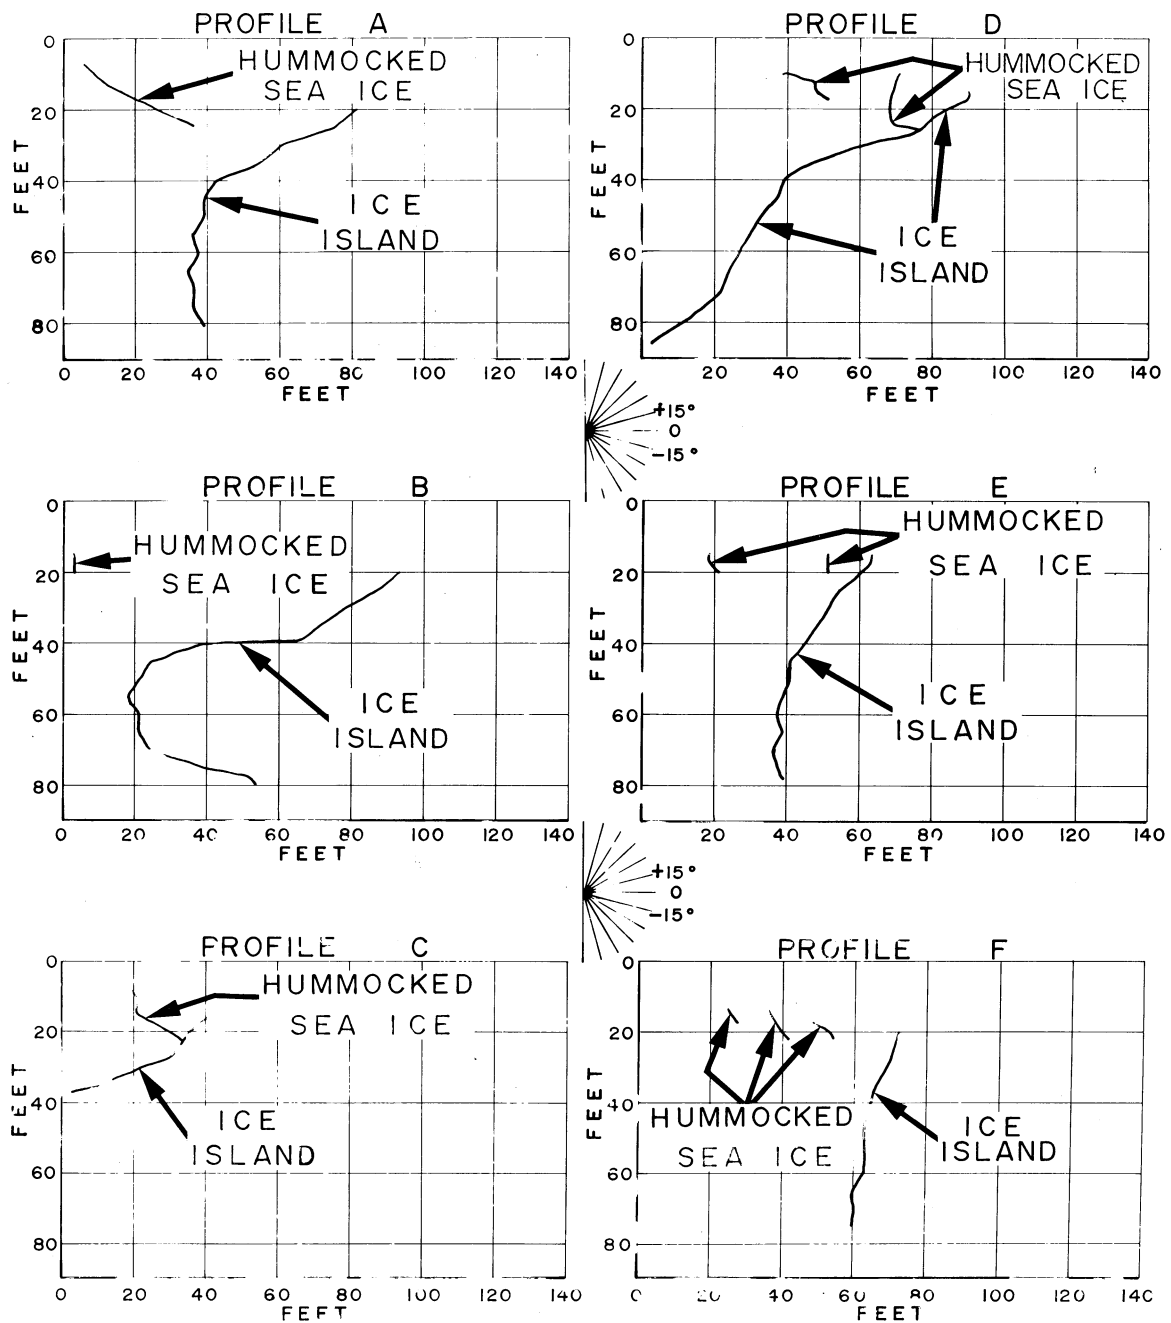 PROFILE A
0
20
40
60
80
FEET
HUMMOCKED
SEA ICE
ICE
ISLAND
0 20 40 60 80 100 120 140
FEET
PROFILE D
0
20
40
60
80
FEET
HUMMOCKED
SEA ICE
ICE
ISLAND
20 40 60 80 100 120 140
FEET
+15°
0
-15°
PROFILE B
0
20
40
60
80
FEET
HUMMOCKED
SEA ICE
ICE
ISLAND
0 20 40 60 80 100 120 140
FEET
PROFILE E
0
20
40
60
80
FEET
HUMMOCKED
SEA ICE
ICE
ISLAND
20 40 60 80 100 120 140
FEET
+15°
0
-15°
PROFILE C
0
20
40
60
80
FEET
HUMMOCKED
SEA ICE
ICE
ISLAND
0 20 40 60 80 100 120 140
FEET
PROFILE F
0
20
40
60
80
FEET
HUMMOCKED
SEA ICE
ICE
ISLAND
0 20 40 60 80 100 120 140
FEET